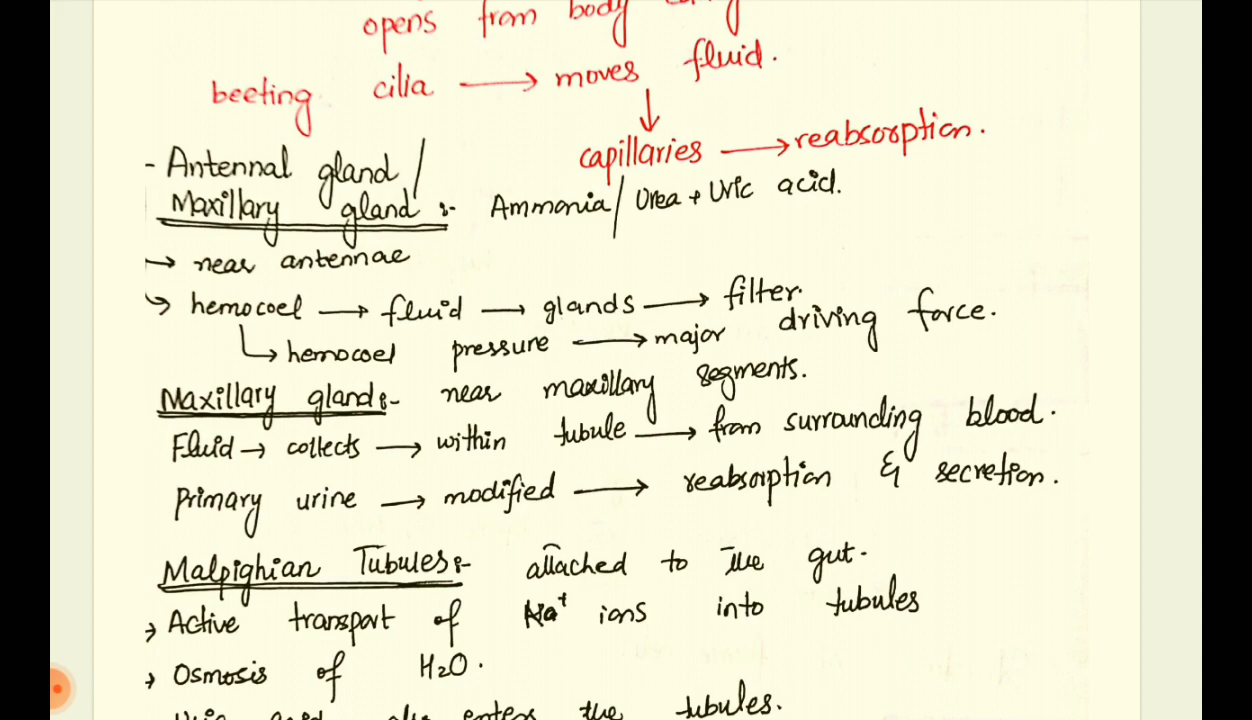 opens from body
beeting cilia → moves fluid.
↓
capillaries → reabsorption.
- Antennal gland /
Maxillary gland :- Ammonia / Urea + Uric acid.
→ near antennae
↳ hemocoel → fluid → glands → filter.
↳ hemocoel pressure → major driving force.
Maxillary gland :- near maxillary segments.
Fluid → collects → within tubule → from surrounding blood.
Primary urine → modified → reabsorption & secretion.
Malpighian Tubules :- attached to the gut.
→ Active transport of Na⁺ ions into tubules
→ Osmosis of H₂O.
enters the tubules.